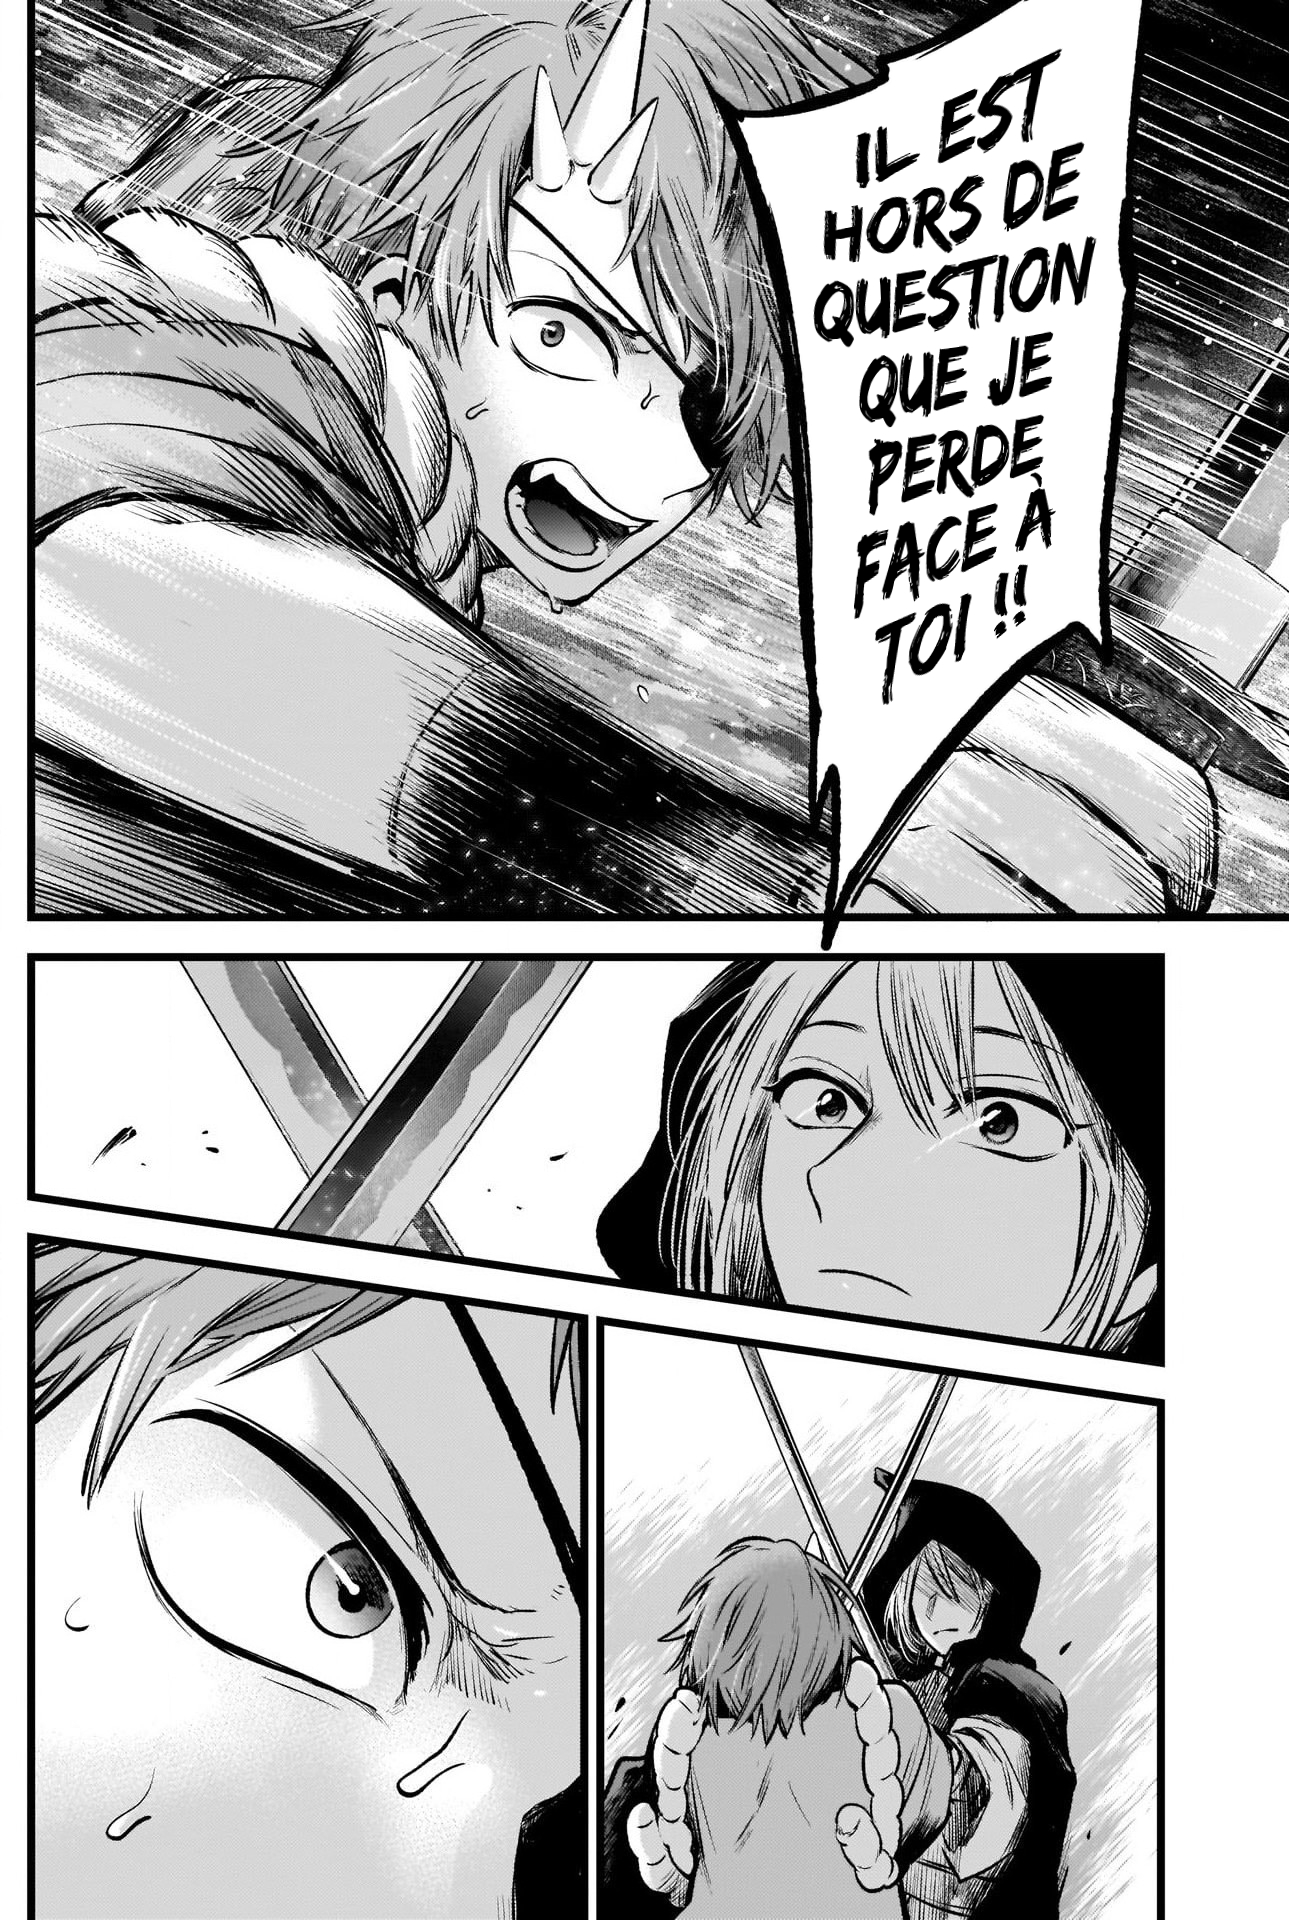 IL EST
HORS DE
QUESTION
QUE JE
PERDE
FACE À
TOI !!